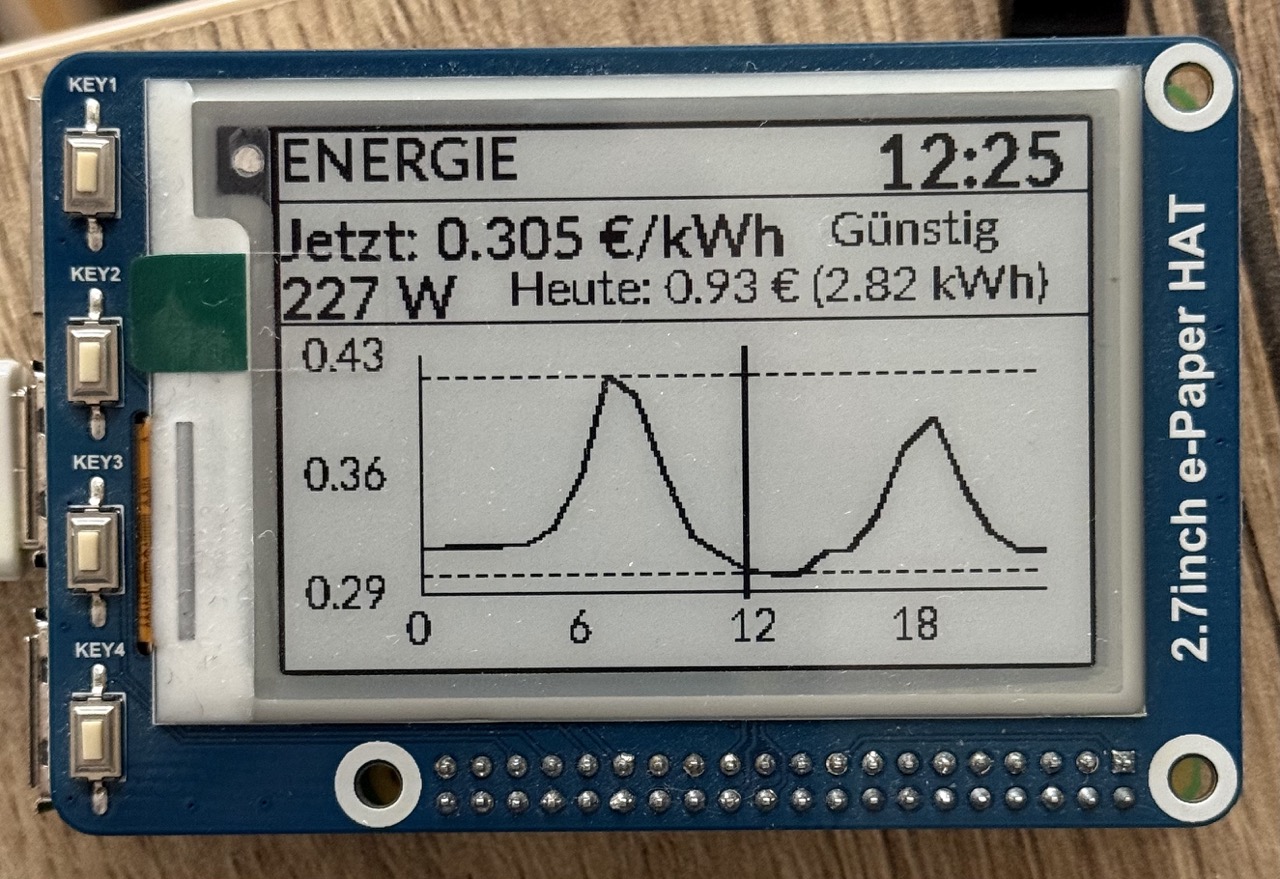 KEY1
KEY2
KEY3
KEY4
ENERGIE 12:25
Jetzt: 0.305 €/kWh Günstig
227 W Heute: 0.93 € (2.82 kWh)
0.43
0.36
0.29
0 6 12 18
2.7inch e-Paper HAT